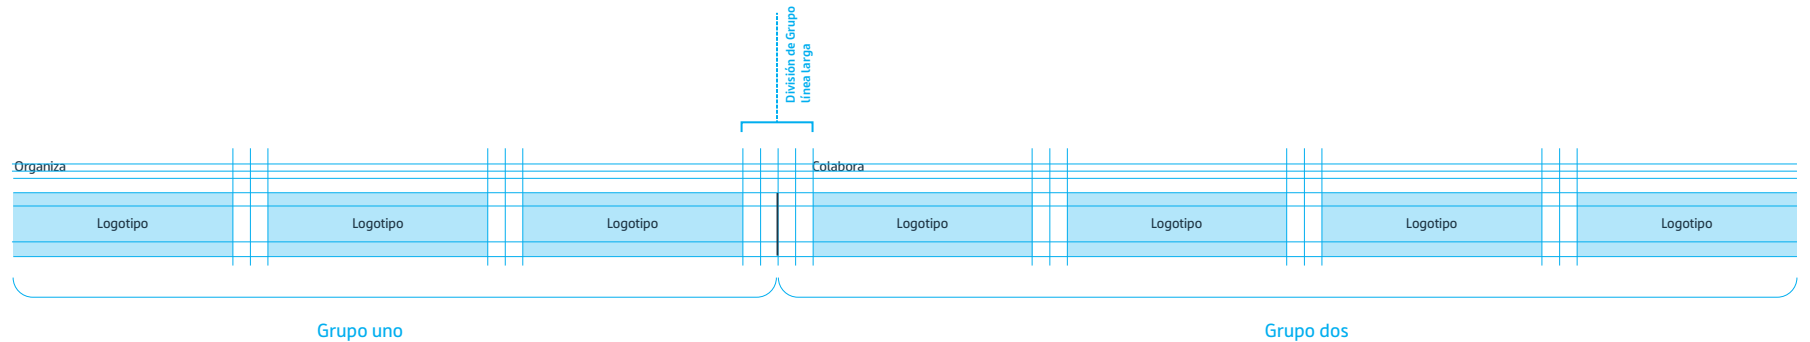 División de Grupo
línea larga
Organiza
Colabora
Logotipo
Logotipo
Logotipo
Logotipo
Logotipo
Logotipo
Logotipo
Grupo uno
Grupo dos